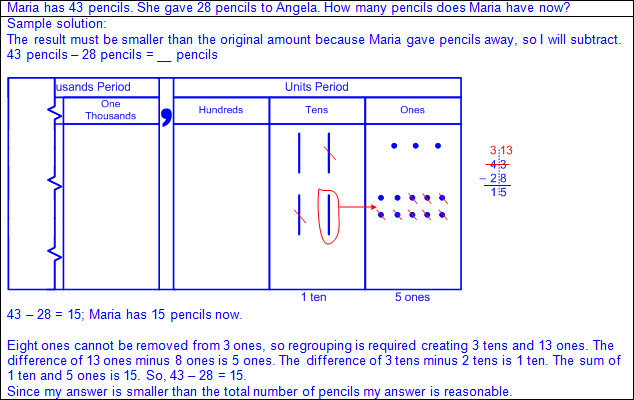 Maria has 43 pencils. She gave 28 pencils to Angela. How many pencils does Maria have now?
Sample solution:
The result must be smaller than the original amount because Maria gave pencils away, so I will subtract.
43 pencils – 28 pencils = __ pencils
usands Period
Units Period
One
Thousands
,
Hundreds
Tens
Ones
3 13
4 3
– 2 8
1 5
1 ten
5 ones
43 – 28 = 15; Maria has 15 pencils now.
Eight ones cannot be removed from 3 ones, so regrouping is required creating 3 tens and 13 ones. The
difference of 13 ones minus 8 ones is 5 ones. The difference of 3 tens minus 2 tens is 1 ten. The sum of
1 ten and 5 ones is 15. So, 43 – 28 = 15.
Since my answer is smaller than the total number of pencils my answer is reasonable.